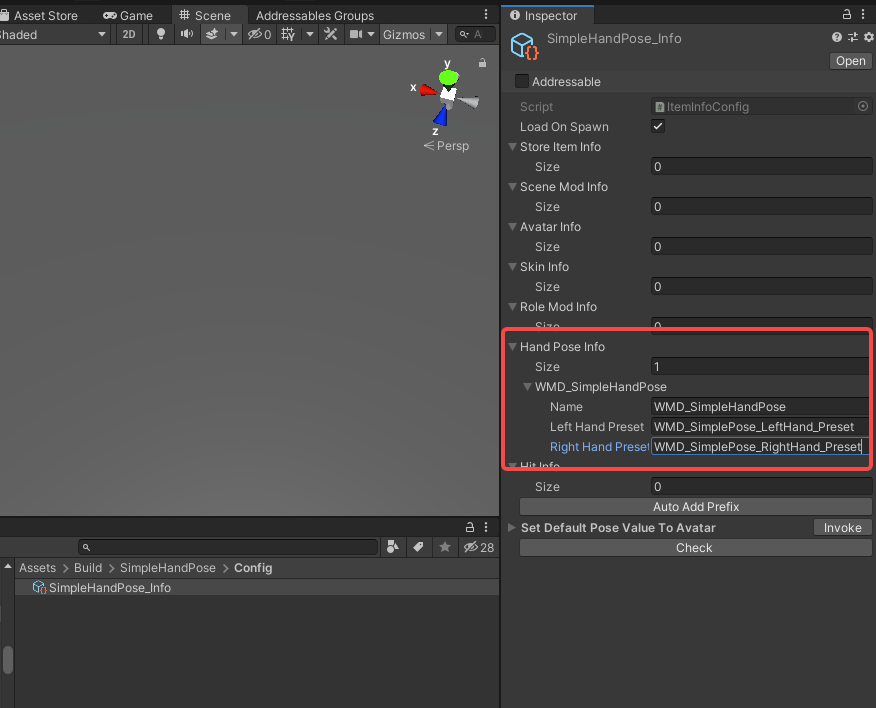 Asset Store
Game
Scene
Addressables Groups
haded
2D
0
Gizmos
A
y
x
z
Persp
28
Assets > Build > SimpleHandPose > Config
SimpleHandPose_Info
Inspector
SimpleHandPose_Info
Open
Addressable
Script ItemInfoConfig
Load On Spawn
Store Item Info
Size 0
Scene Mod Info
Size 0
Avatar Info
Size 0
Skin Info
Size 0
Role Mod Info
Size 0
Hand Pose Info
Size 1
WMD_SimpleHandPose
Name WMD_SimpleHandPose
Left Hand Preset WMD_SimplePose_LeftHand_Preset
Right Hand Preset WMD_SimplePose_RightHand_Preset
Hit Info
Size 0
Auto Add Prefix
Set Default Pose Value To Avatar Invoke
Check